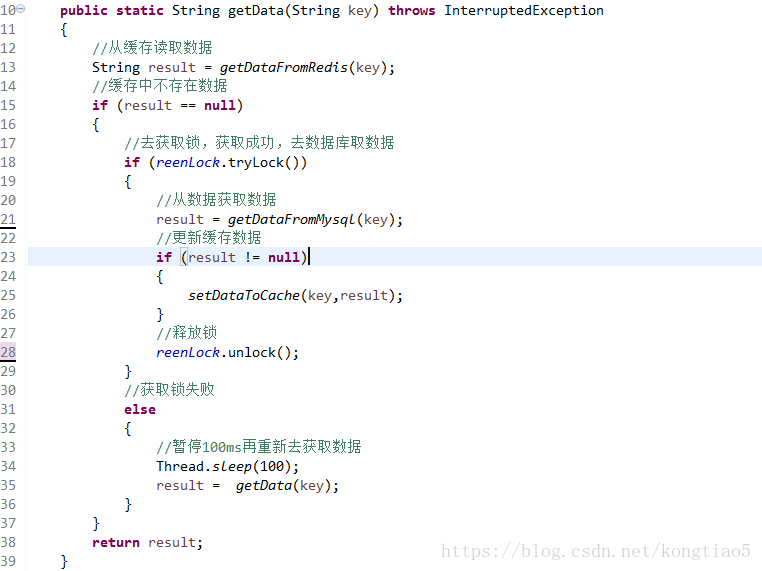 10 public static String getData(String key) throws InterruptedException
11 {
12 //从缓存读取数据
13 String result = getDataFromRedis(key);
14 //缓存中不存在数据
15 if (result == null)
16 {
17 //去获取锁，获取成功，去数据库取数据
18 if (reenLock.tryLock())
19 {
20 //从数据获取数据
21 result = getDataFromMysql(key);
22 //更新缓存数据
23 if (result != null)
24 {
25 setDataToCache(key,result);
26 }
27 //释放锁
28 reenLock.unlock();
29 }
30 //获取锁失败
31 else
32 {
33 //暂停100ms再重新去获取数据
34 Thread.sleep(100);
35 result =  getData(key);
36 }
37 }
38 return result;
39 }
https://blog.csdn.net/kongtiao5